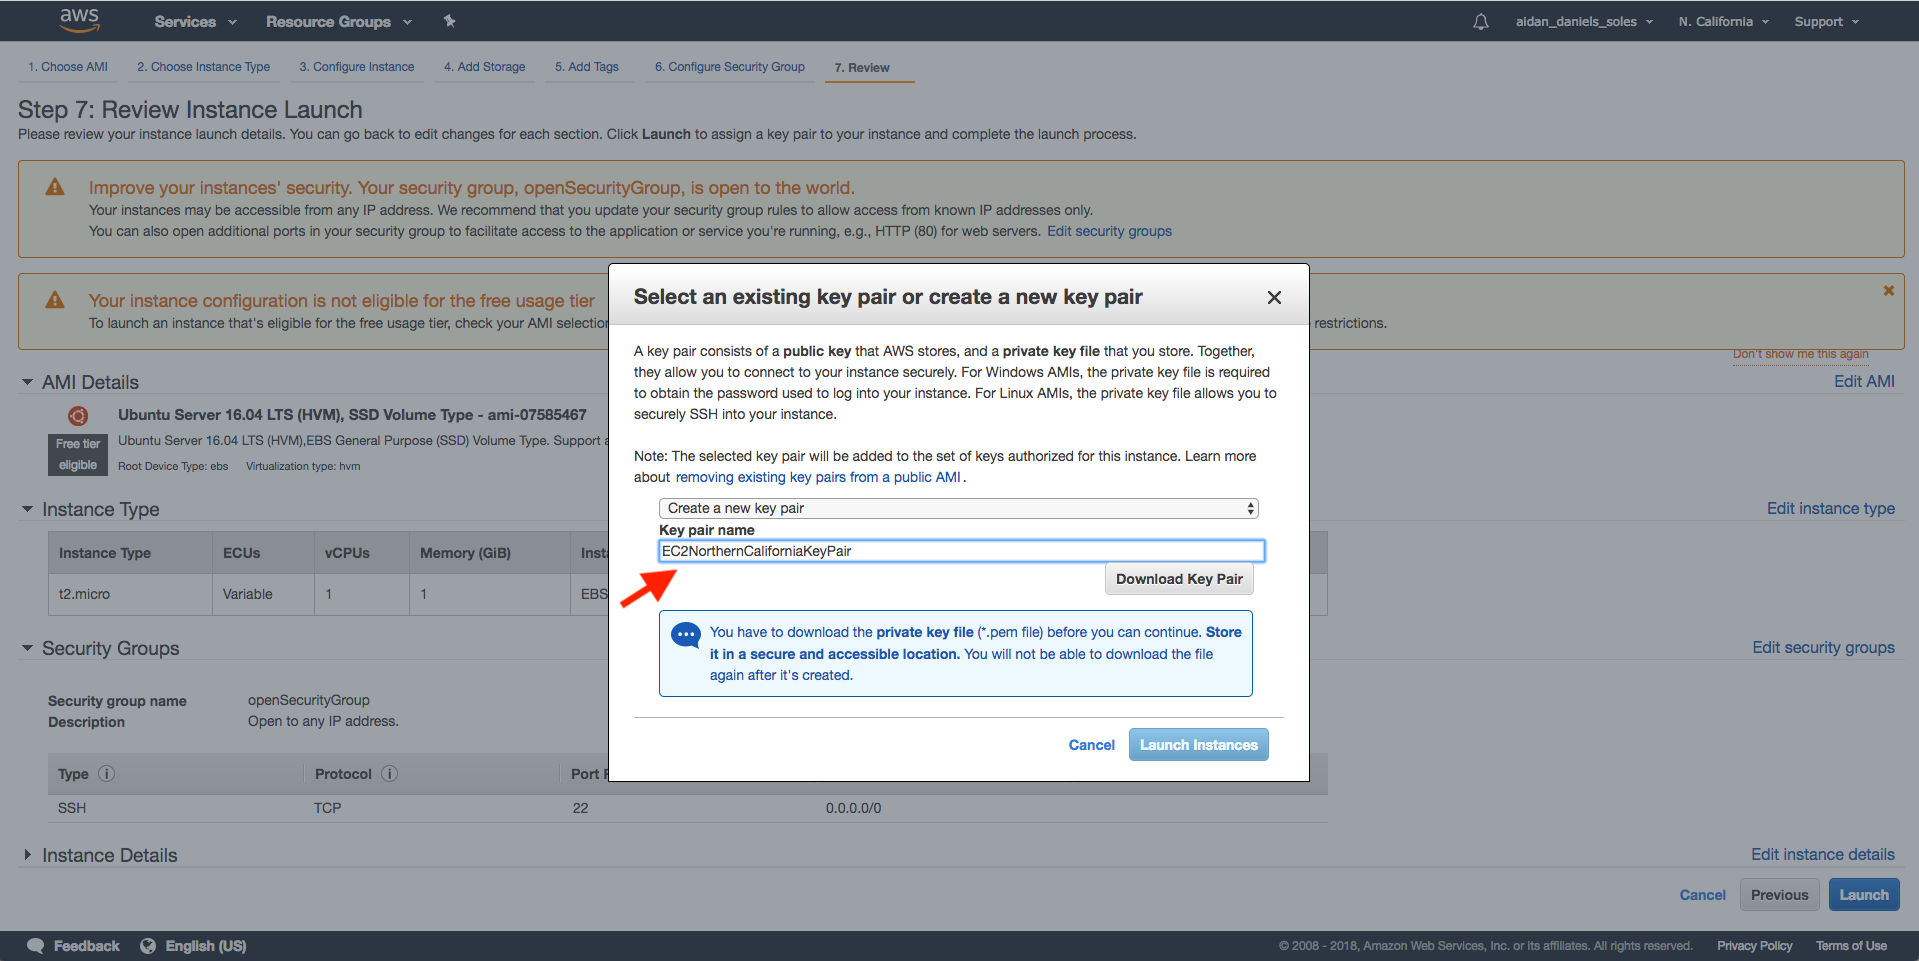 aws Services Resource Groups aidan_daniels_soles N. California Support
1. Choose AMI 2. Choose Instance Type 3. Configure Instance 4. Add Storage 5. Add Tags 6. Configure Security Group 7. Review
Step 7: Review Instance Launch
Please review your instance launch details. You can go back to edit changes for each section. Click Launch to assign a key pair to your instance and complete the launch process.
Improve your instances' security. Your security group, openSecurityGroup, is open to the world.
Your instances may be accessible from any IP address. We recommend that you update your security group rules to allow access from known IP addresses only.
You can also open additional ports in your security group to facilitate access to the application or service you're running, e.g., HTTP (80) for web servers. Edit security groups
Your instance configuration is not eligible for the free usage tier
To launch an instance that's eligible for the free usage tier, check your AMI selection restrictions.
Don't show me this again
AMI Details
Edit AMI
Ubuntu Server 16.04 LTS (HVM), SSD Volume Type - ami-07585467
Free tier eligible
Ubuntu Server 16.04 LTS (HVM),EBS General Purpose (SSD) Volume Type. Support a
Root Device Type: ebs Virtualization type: hvm
Instance Type
Edit instance type
Instance Type ECUs vCPUs Memory (GiB) Inst
t2.micro Variable 1 1 EBS
Security Groups
Edit security groups
Security group name openSecurityGroup
Description Open to any IP address.
Type Protocol Port
SSH TCP 22 0.0.0.0/0
Instance Details
Edit instance details
Cancel Previous Launch
Select an existing key pair or create a new key pair
A key pair consists of a public key that AWS stores, and a private key file that you store. Together,
they allow you to connect to your instance securely. For Windows AMIs, the private key file is required
to obtain the password used to log into your instance. For Linux AMIs, the private key file allows you to
securely SSH into your instance.
Note: The selected key pair will be added to the set of keys authorized for this instance. Learn more
about removing existing key pairs from a public AMI.
Create a new key pair
Key pair name
EC2NorthernCaliforniaKeyPair
Download Key Pair
You have to download the private key file (*.pem file) before you can continue. Store
it in a secure and accessible location. You will not be able to download the file
again after it's created.
Cancel Launch Instances
Feedback English (US) © 2008 - 2018, Amazon Web Services, Inc. or its affiliates. All rights reserved. Privacy Policy Terms of Use